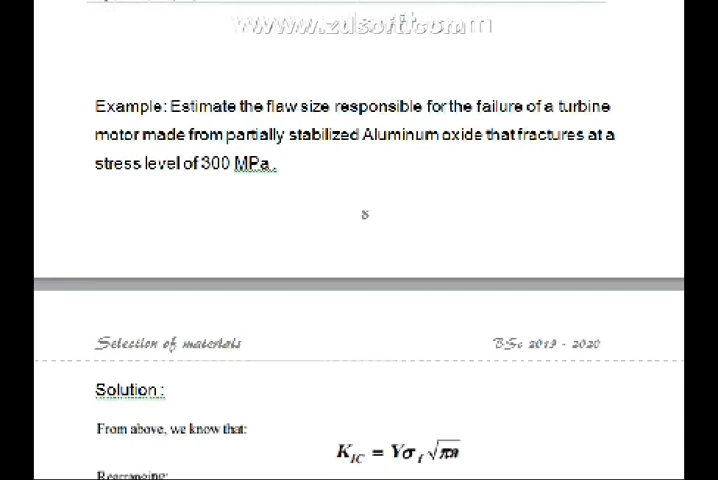 www.zdsoft.com
Example: Estimate the flaw size responsible for the failure of a turbine
motor made from partially stabilized Aluminum oxide that fractures at a
stress level of 300 MPa.
8
Selection of materials BSc 2019 - 2020
Solution :
From above, we know that:
K_IC = Yσ_f √πa
Rearranging: